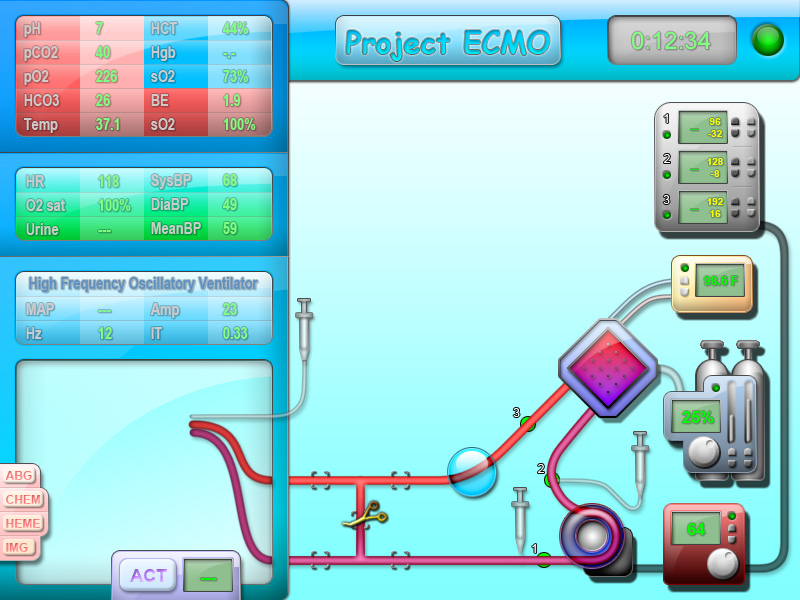 Project ECMO
0:12:34
pH 7 HCT 44%
pCO2 40 Hgb -.-
pO2 226 sO2 73%
HCO3 26 BE 1.9
Temp 37.1 sO2 100%
HR 118 SysBP 68
O2 sat 100% DiaBP 49
Urine --- MeanBP 59
High Frequency Oscillatory Ventilator
MAP --- Amp 23
Hz 12 IT 0.33
1 -- 96
-32
2 -- 128
-8
3 -- 192
16
98.6 F
25%
3
2
1
64
ABG
CHEM
HEME
IMG
ACT ---